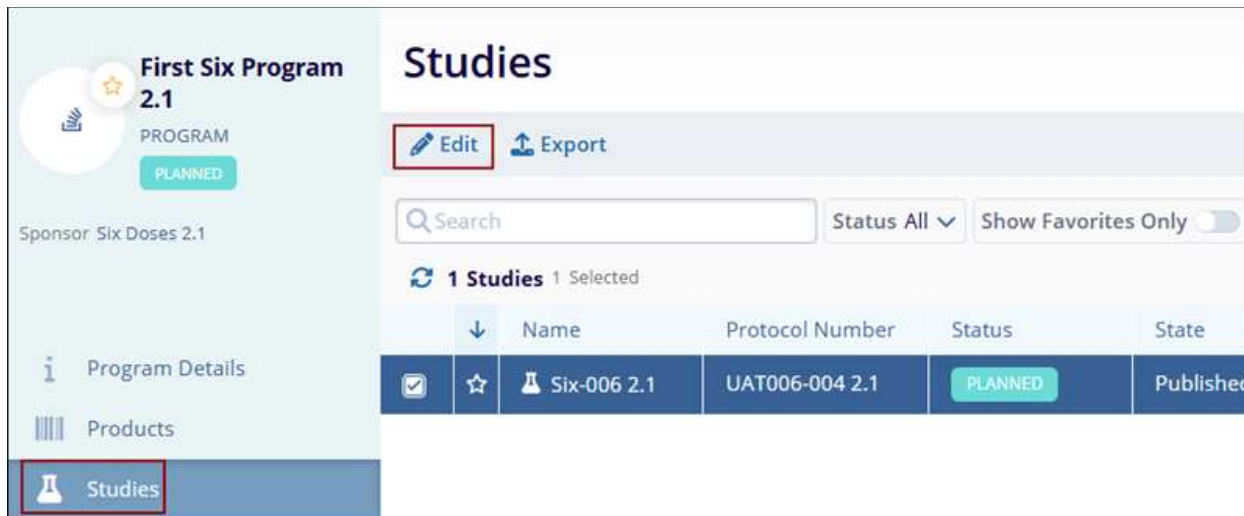 First Six Program
2.1
PROGRAM
PLANNED
Sponsor Six Doses 2.1
Program Details
Products
Studies
Studies
Edit Export
Search Status All Show Favorites Only
1 Studies 1 Selected
Name Protocol Number Status State
Six-006 2.1 UAT006-004 2.1 PLANNED Published